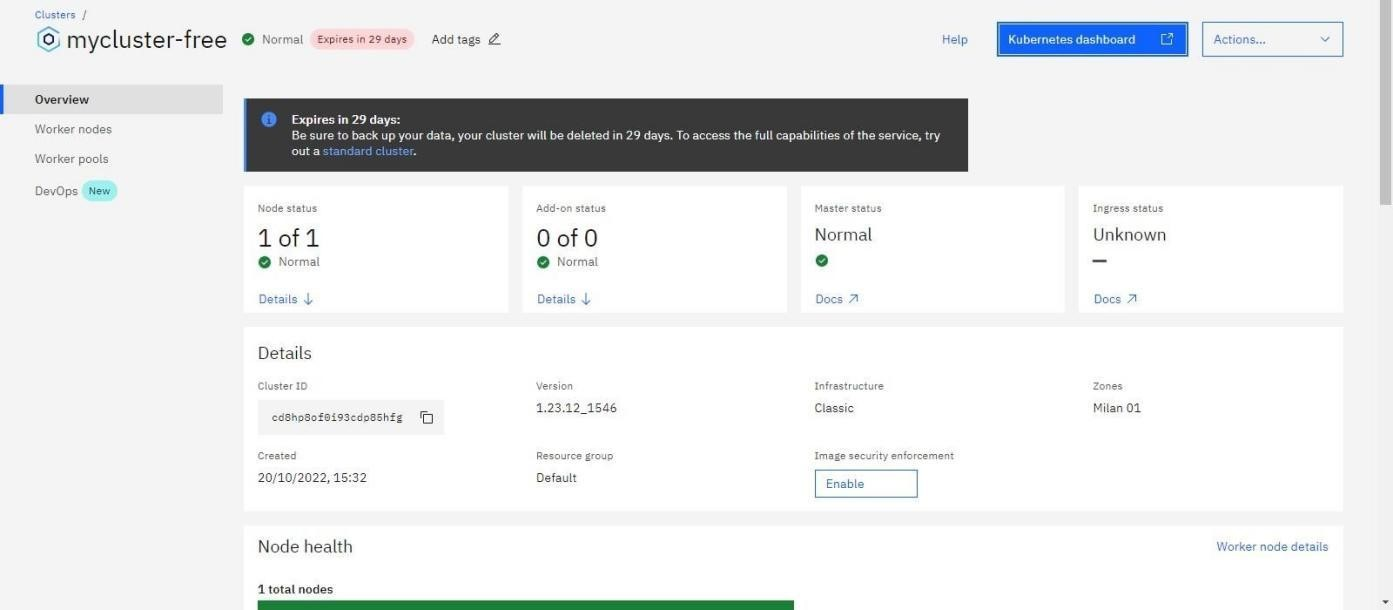 Clusters /
mycluster-free Normal Expires in 29 days Add tags Help Kubernetes dashboard Actions...
Overview
Worker nodes
Worker pools
DevOps New
Expires in 29 days:
Be sure to back up your data, your cluster will be deleted in 29 days. To access the full capabilities of the service, try
out a standard cluster.
Node status
1 of 1
Normal
Details ↓
Add-on status
0 of 0
Normal
Details ↓
Master status
Normal
Docs ↗
Ingress status
Unknown
—
Docs ↗
Details
Cluster ID
cd8hp8of0i93cdp85hfg
Version
1.23.12_1546
Infrastructure
Classic
Zones
Milan 01
Created
20/10/2022, 15:32
Resource group
Default
Image security enforcement
Enable
Node health
Worker node details
1 total nodes